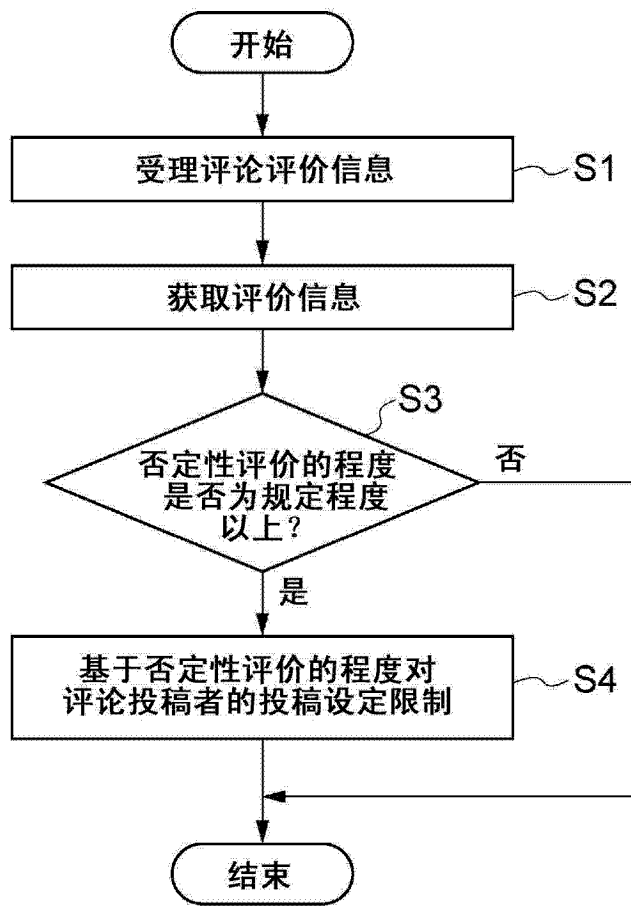 开始
受理评论评价信息
S1
获取评价信息
S2
S3
否定性评价的程度
是否为规定程度
以上?
否
是
基于否定性评价的程度对
评论投稿者的投稿设定限制
S4
结束